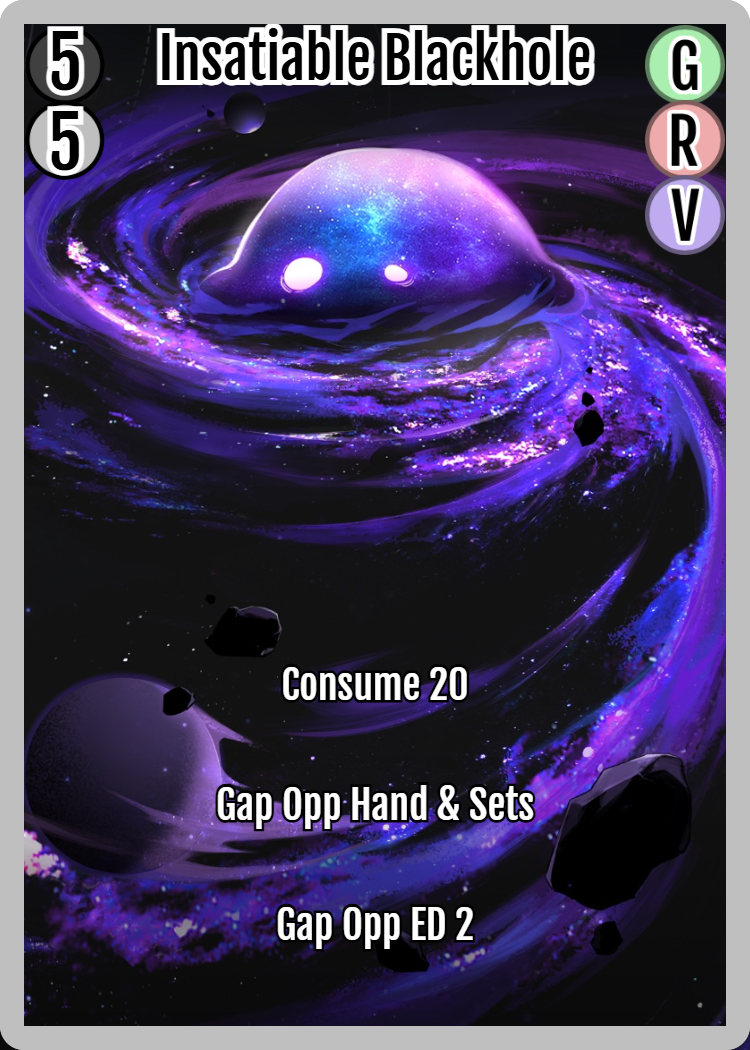 5
Insatiable Blackhole
G
5
R
V
Consume 20
Gap Opp Hand & Sets
Gap Opp ED 2